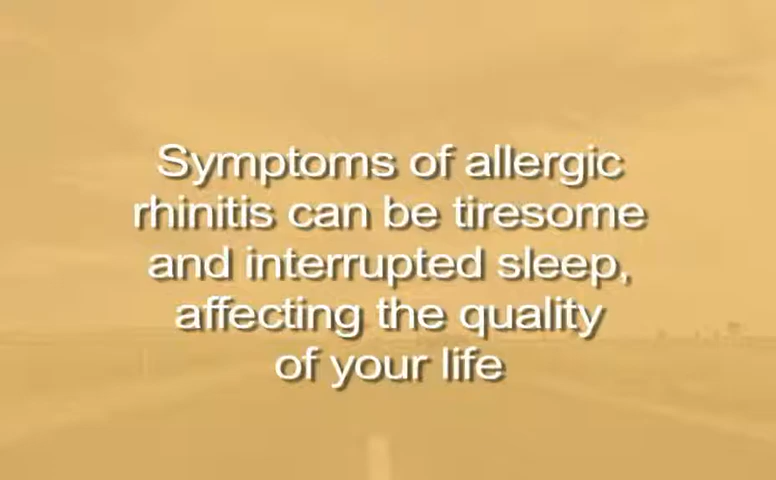 Symptoms of allergic
rhinitis can be tiresome
and interrupted sleep,
affecting the quality
of your life